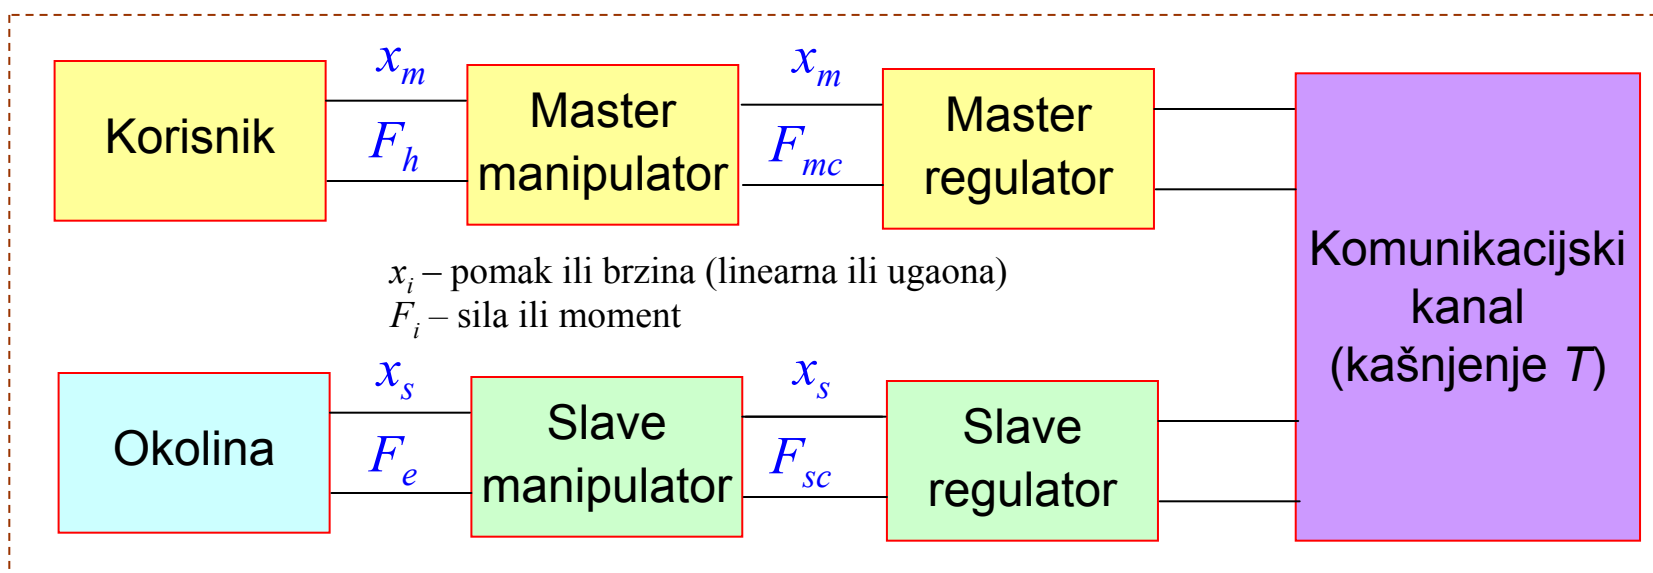 Korisnik
x_m
F_h
Master
manipulator
x_m
F_mc
Master
regulator
Komunikacijski
kanal
(kašnjenje T)
x_i – pomak ili brzina (linearna ili ugaona)
F_i – sila ili moment
Okolina
x_s
F_e
Slave
manipulator
x_s
F_sc
Slave
regulator